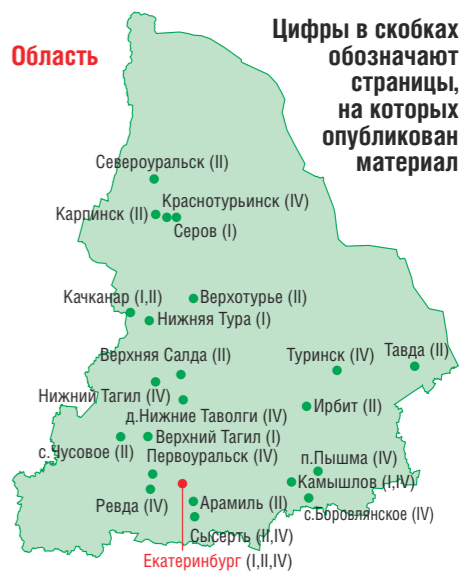 Цифры в скобках
обозначают
страницы,
на которых
опубликован
материал
Область
Североуральск (II)
Краснотурьинск (IV)
Карпинск (II)
Серов (I)
Качканар (I,II)
Верхотурье (II)
Нижняя Тура (I)
Верхняя Салда (II)
Туринск (IV)
Тавда (II)
Нижний Тагил (IV)
д.Нижние Таволги (IV)
Ирбит (II)
Верхний Тагил (I)
с.Чусовое (II)
Первоуральск (IV)
п.Пышма (IV)
Камышлов (I,IV)
Ревда (IV)
Арамиль (II)
с.Боровлянское (IV)
Сысерть (II,IV)
Екатеринбург (I,II,IV)